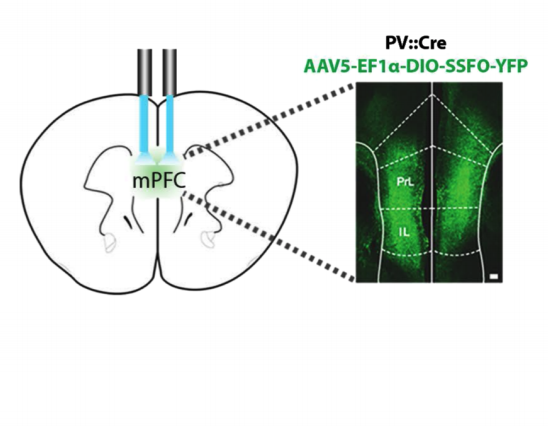 PV::Cre
AAV5-EF1α-DIO-SSFO-YFP
mPFC
PrL
IL